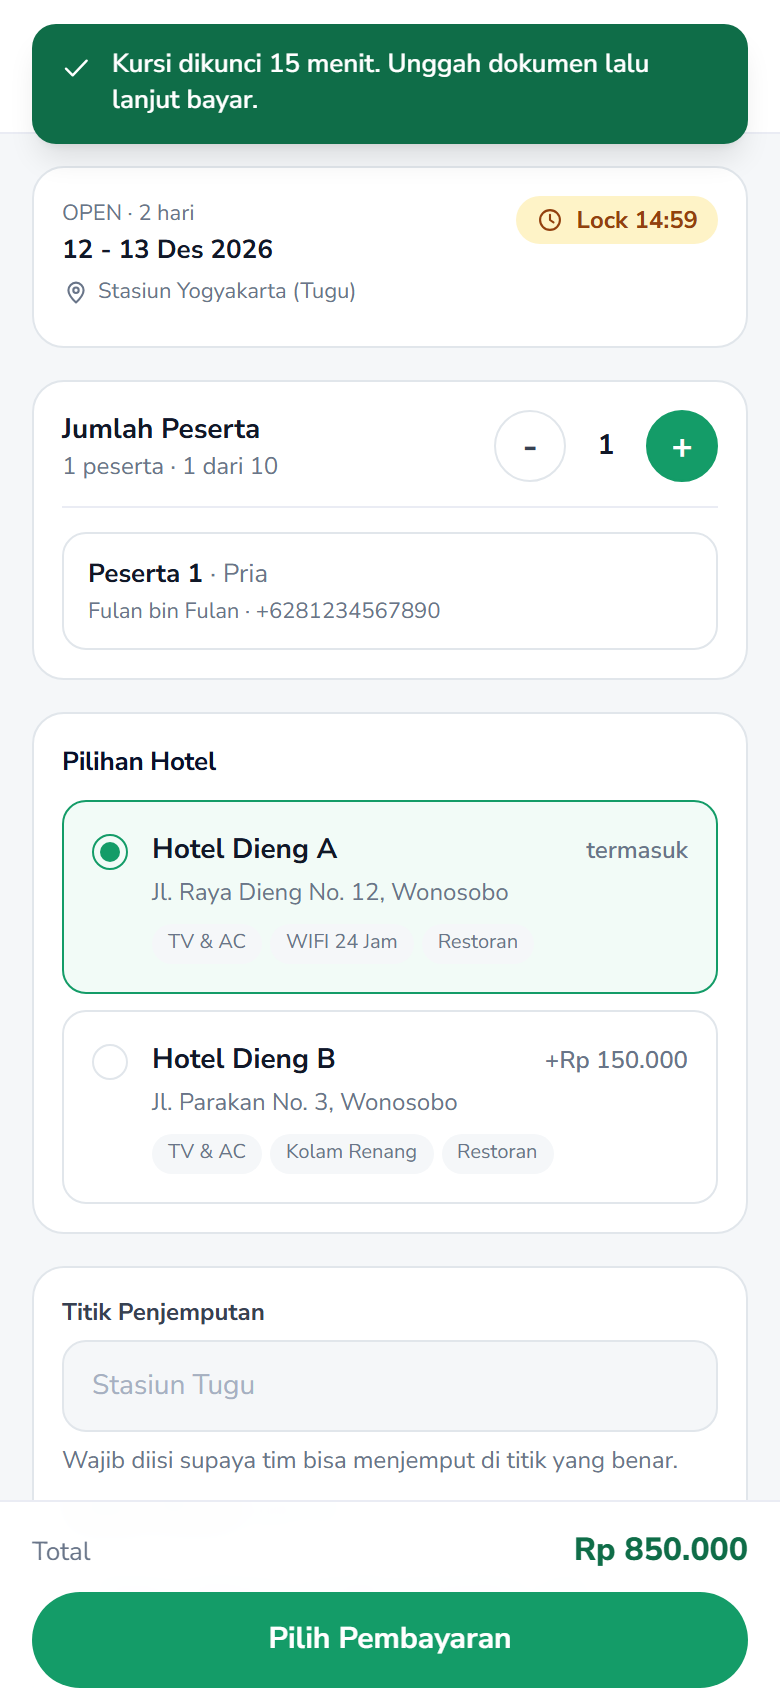 Kursi dikunci 15 menit. Unggah dokumen lalu
lanjut bayar.
OPEN · 2 hari
Lock 14:59
12 - 13 Des 2026
Stasiun Yogyakarta (Tugu)
Jumlah Peserta
1 peserta · 1 dari 10
- 1 +
Peserta 1 · Pria
Fulan bin Fulan · +6281234567890
Pilihan Hotel
Hotel Dieng A termasuk
Jl. Raya Dieng No. 12, Wonosobo
TV & AC WIFI 24 Jam Restoran
Hotel Dieng B +Rp 150.000
Jl. Parakan No. 3, Wonosobo
TV & AC Kolam Renang Restoran
Titik Penjemputan
Stasiun Tugu
Wajib diisi supaya tim bisa menjemput di titik yang benar.
Total Rp 850.000
Pilih Pembayaran